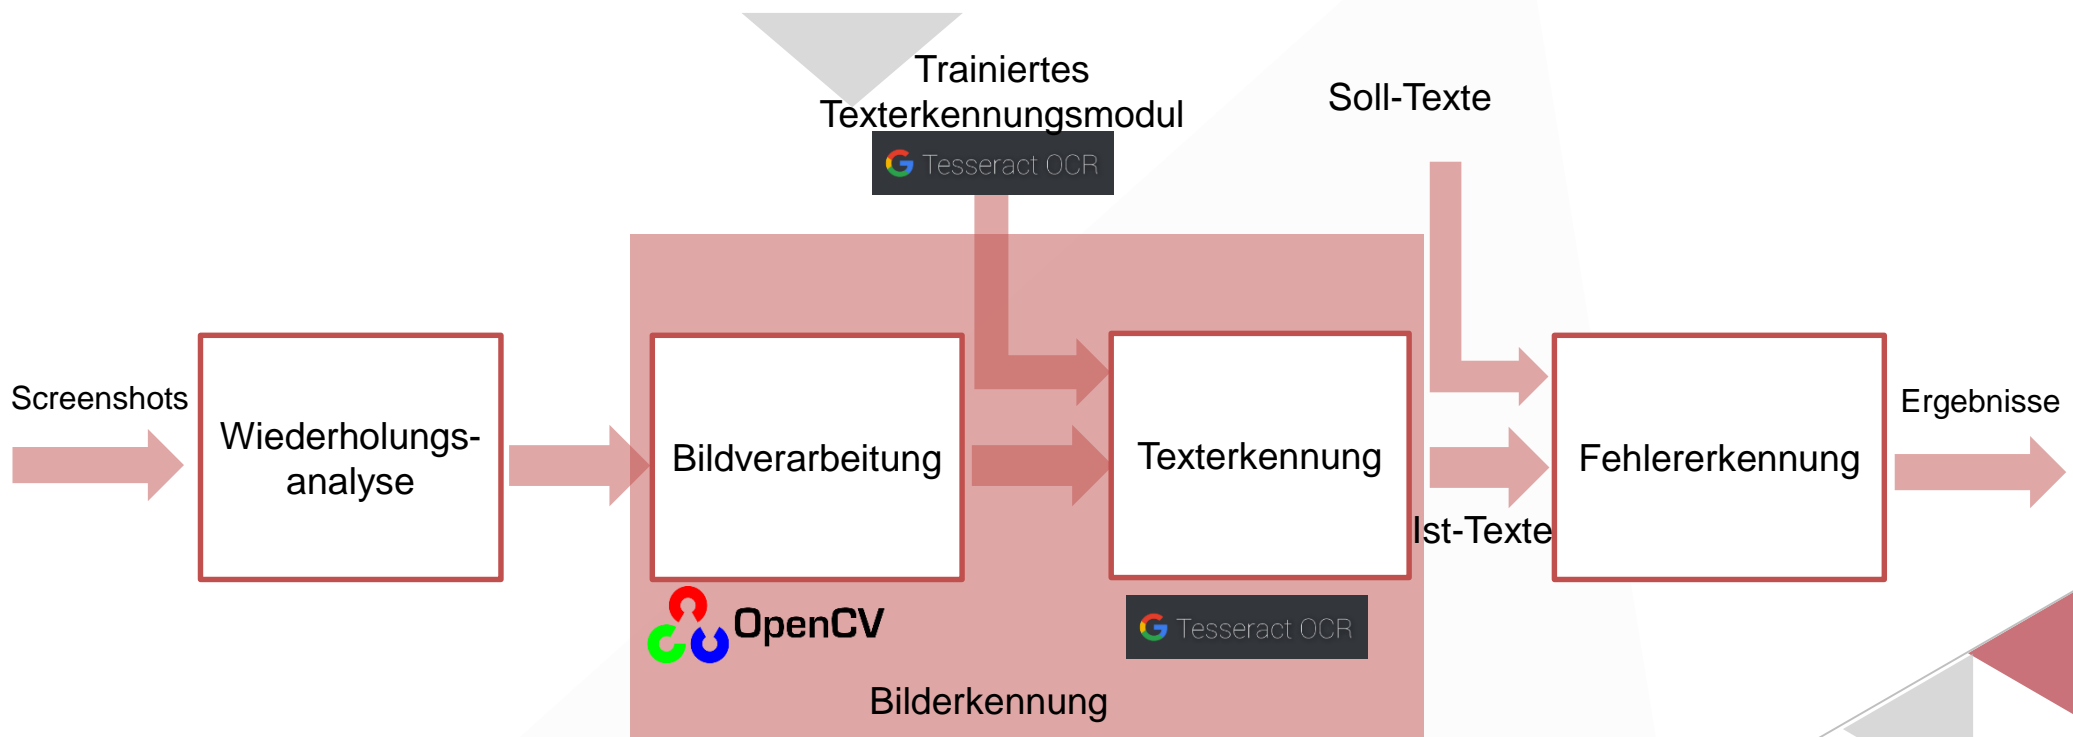 Trainiertes
Texterkennungsmodul
Soll-Texte
G Tesseract OCR
Screenshots
Wiederholungs-
analyse
Bildverarbeitung
Texterkennung
Fehlererkennung
Ergebnisse
Ist-Texte
OpenCV
G Tesseract OCR
Bilderkennung